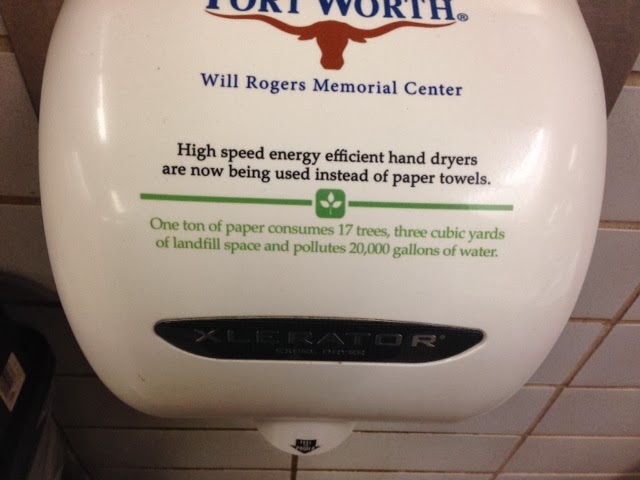 FORT WORTH®
Will Rogers Memorial Center
High speed energy efficient hand dryers
are now being used instead of paper towels.
One ton of paper consumes 17 trees, three cubic yards
of landfill space and pollutes 20,000 gallons of water.
XLERATOR®